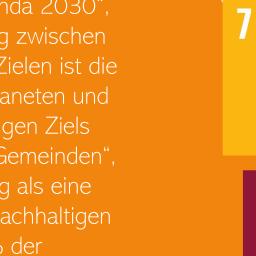 nda 2030“,
g zwischen
Zielen ist die
aneten und
gen Ziels
Gemeinden“,
g als eine
achhaltigen
der
7